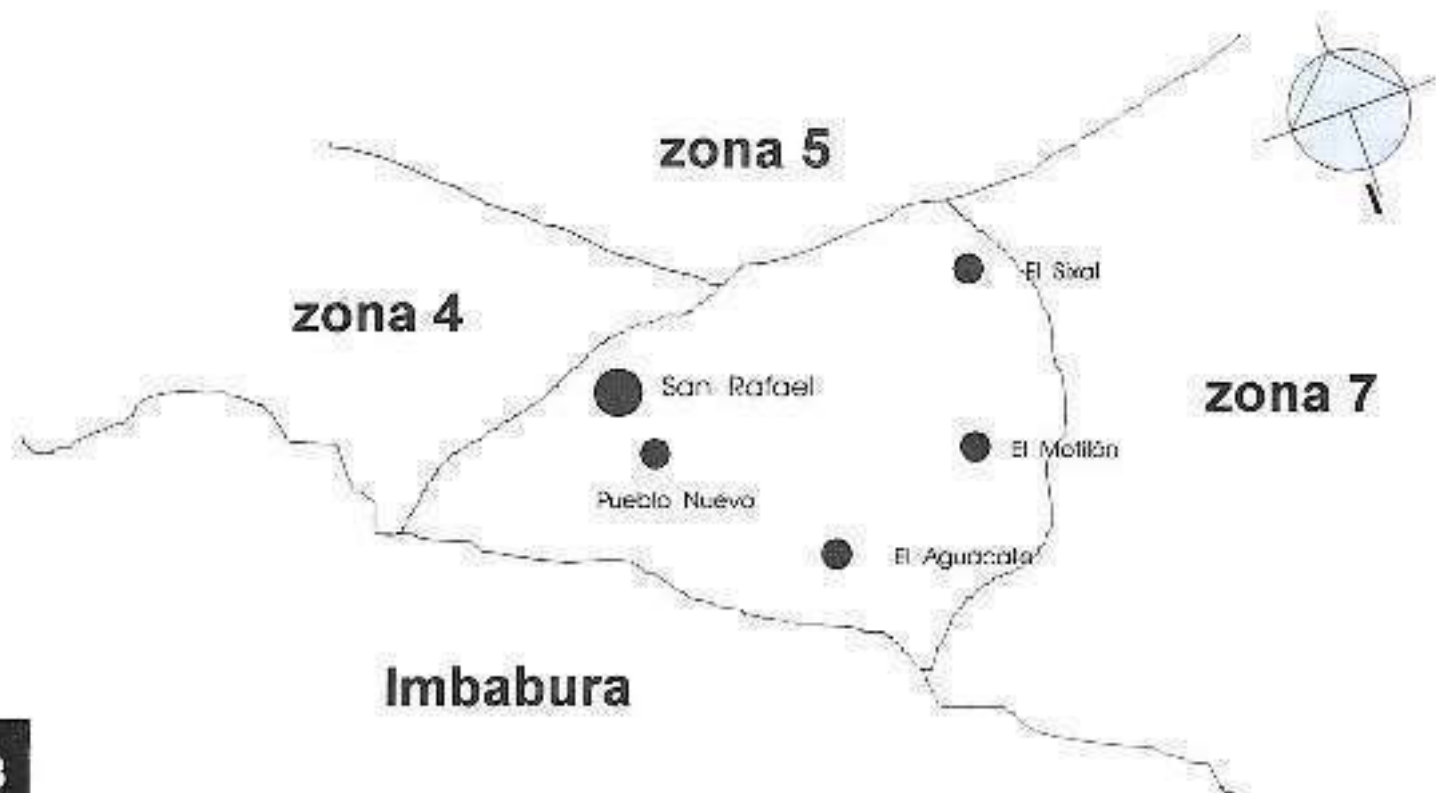 zona 5
El Sixal
zona 4
San Rafael
zona 7
El Motilón
Pueblo Nuevo
El Aguacate
Imbabura